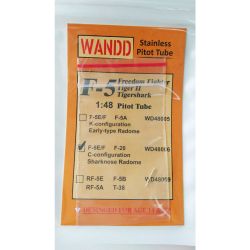 WANDD
Stainless
Pitot Tube
F-5 Freedom Fighter
Tiger II
Tigershark
1:48 Pitot Tube
F-5E/F F-5A WD48005
K-configuration
Early-type Radome
F-5E/F F-20 WD48006
C-configuration
Sharknose Radome
RF-5E F-5B
RF-5A T-38